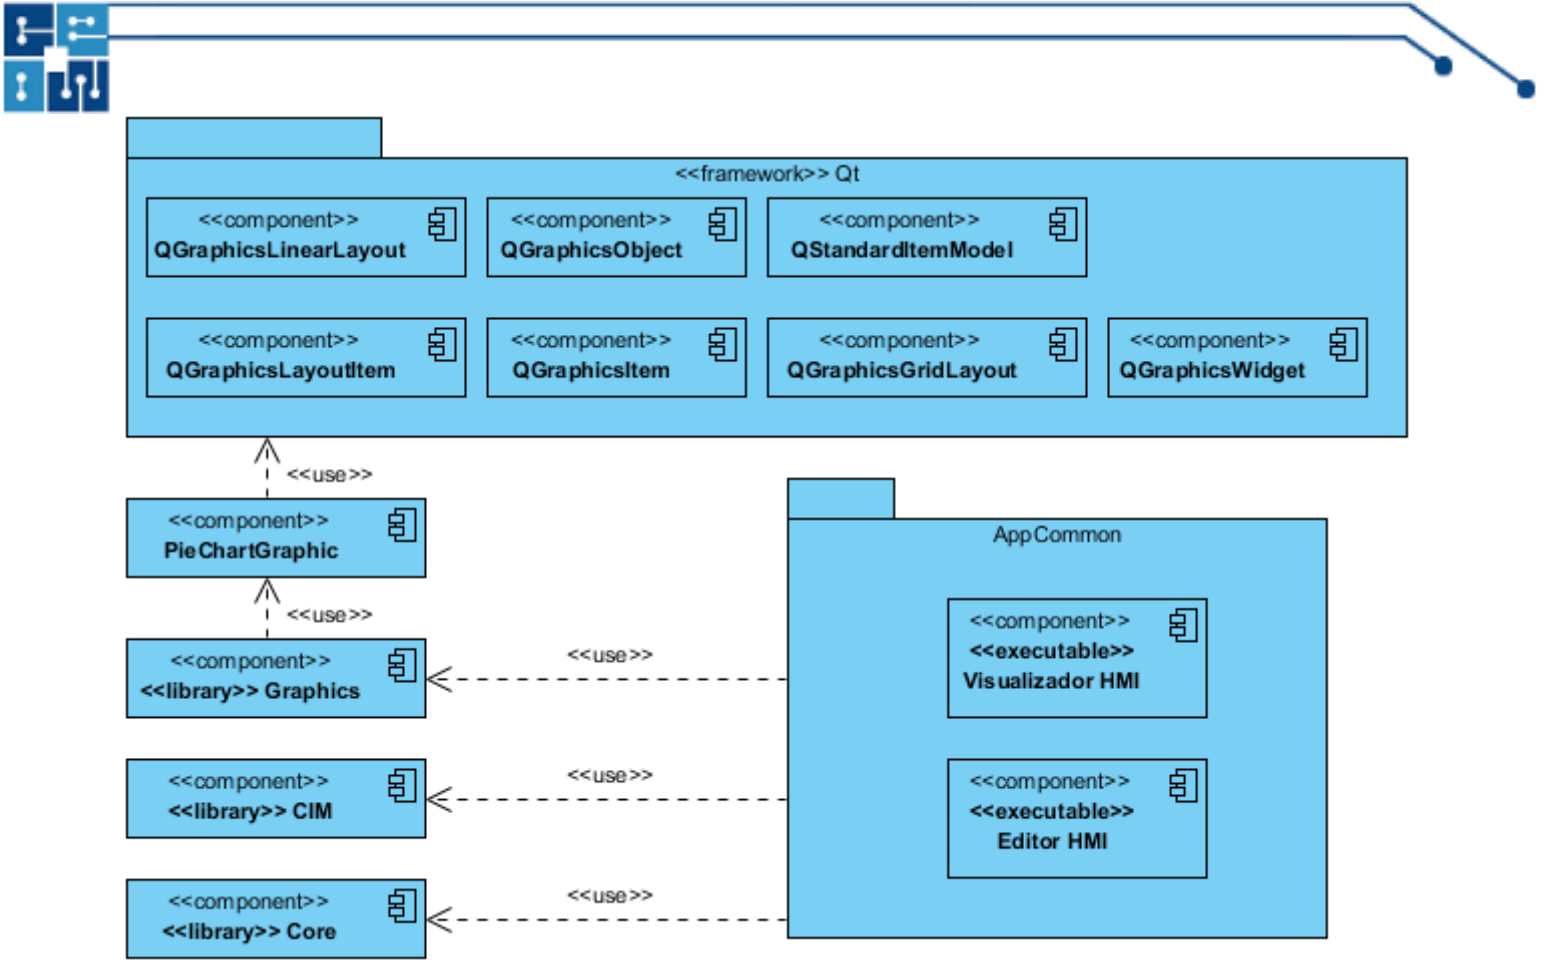 <<framework>> Qt
<<component>>
QGraphicsLinearLayout
<<component>>
QGraphicsObject
<<component>>
QStandardItemModel
<<component>>
QGraphicsLayoutItem
<<component>>
QGraphicsItem
<<component>>
QGraphicsGridLayout
<<component>>
QGraphicsWidget
<<use>>
<<component>>
PieChartGraphic
<<use>>
<<component>>
<<library>> Graphics
<<use>>
<<component>>
<<library>> CIM
<<use>>
<<component>>
<<library>> Core
<<use>>
AppCommon
<<component>>
<<executable>>
Visualizador HMI
<<component>>
<<executable>>
Editor HMI